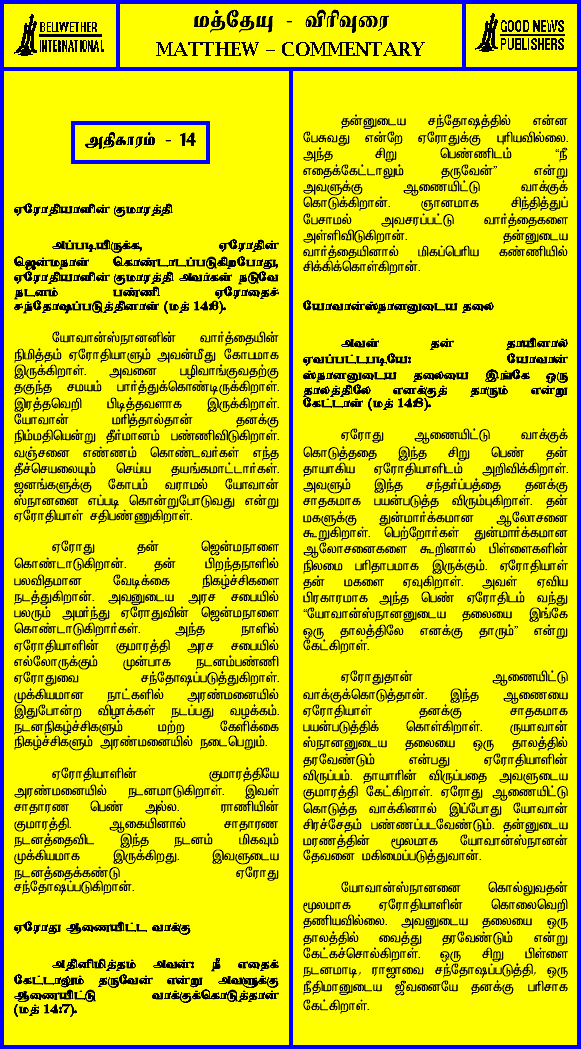 BELIWETHER
INTERNATIONAL
மத்தேயு - விரிவுரை
MATTHEW – COMMENTARY
GOOD NEWS
PUBLISHERS
அதிகாரம் - 14
ஏரோதியாளின் குமாரத்தி
அப்படியிருக்க, ஏரோதின்
ஜென்மநாள் கொண்டாடப்படுகிறபோது,
ஏரோதியாளின் குமாரத்தி அவர்கள் நடுவே
நடனம் பண்ணி ஏரோதைச்
சந்தோஷப்படுத்தினாள் (மத் 14:6).
யோவான்ஸ்நானனின் வார்த்தையின்
நிமித்தம் ஏரோதியாளும் அவன்மீது கோபமாக
இருக்கிறாள். அவனை பழிவாங்குவதற்கு
தகுந்த சமயம் பார்த்துக்கொண்டிருக்கிறாள்.
இரத்தவெறி பிடித்தவளாக இருக்கிறாள்.
யோவான் மரித்தால்தான் தனக்கு
நிம்மதியென்று தீர்மானம் பண்ணிவிடுகிறாள்.
வஞ்சனை எண்ணம் கொண்டவர்கள் எந்த
தீச்செயலையும் செய்ய தயங்கமாட்டார்கள்.
ஜனங்களுக்கு கோபம் வராமல் யோவான்
ஸ்நானனை எப்படி கொன்றுபோடுவது என்று
ஏரோதியாள் சதிபண்ணுகிறாள்.
ஏரோது தன் ஜென்மநாளை
கொண்டாடுகிறான். தன் பிறந்தநாளில்
பலவிதமான வேடிக்கை நிகழ்ச்சிகளை
நடத்துகிறான். அவனுடைய அரச சபையில்
பலரும் அமர்ந்து ஏரோதுவின் ஜென்மநாளை
கொண்டாடுகிறார்கள். அந்த நாளில்
ஏரோதியாளின் குமாரத்தி அரச சபையில்
எல்லோருக்கும் முன்பாக நடனம்பண்ணி
ஏரோதுவை சந்தோஷப்படுத்துகிறாள்.
முக்கியமான நாட்களில் அரண்மனையில்
இதுபோன்ற விழாக்கள் நடப்பது வழக்கம்.
நடனநிகழ்ச்சிகளும் மற்ற கேளிக்கை
நிகழ்ச்சிகளும் அரண்மனையில் நடைபெறும்.
ஏரோதியாளின் குமாரத்தியே
அரண்மனையில் நடனமாடுகிறாள். இவள்
சாதாரண பெண் அல்ல. ராணியின்
குமாரத்தி. ஆகையினால் சாதாரண
நடனத்தைவிட இந்த நடனம் மிகவும்
முக்கியமாக இருக்கிறது. இவளுடைய
நடனத்தைக்கண்டு ஏரோது
சந்தோஷப்படுகிறான்.
ஏரோது ஆணையிட்ட வாக்கு
அதினிமித்தம் அவன்: நீ எதைக்
கேட்டாலும் தருவேன் என்று அவளுக்கு
ஆணையிட்டு வாக்குக்கொடுத்தான்
(மத் 14:7).
தன்னுடைய சந்தோஷத்தில் என்ன
பேசுவது என்றே ஏரோதுக்கு புரியவில்லை.
அந்த சிறு பெண்ணிடம் “நீ
எதைக்கேட்டாலும் தருவேன்” என்று
அவளுக்கு ஆணையிட்டு வாக்குக்
கொடுக்கிறான். ஞானமாக சிந்தித்துப்
பேசாமல் அவசரப்பட்டு வார்த்தைகளை
அள்ளிவிடுகிறான். தன்னுடைய
வார்த்தையினால் மிகப்பெரிய கண்ணியில்
சிக்கிக்கொள்கிறான்.
யோவான்ஸ்நானனுடைய தலை
அவள் தன் தாயினால்
ஏவப்பட்டபடியே: யோவான்
ஸ்நானனுடைய தலையை இங்கே ஒரு
தாலத்திலே எனக்குத் தாரும் என்று
கேட்டாள் (மத் 14:8).
ஏரோது ஆணையிட்டு வாக்குக்
கொடுத்ததை இந்த சிறு பெண் தன்
தாயாகிய ஏரோதியாளிடம் அறிவிக்கிறாள்.
அவளும் இந்த சந்தர்ப்பத்தை தனக்கு
சாதகமாக பயன்படுத்த விரும்புகிறாள். தன்
மகளுக்கு துன்மார்க்கமான ஆலோசனை
கூறுகிறாள். பெற்றோர்கள் துன்மார்க்கமான
ஆலோசனைகளை கூறினால் பிள்ளைகளின்
நிலமை பரிதாபமாக இருக்கும். ஏரோதியாள்
தன் மகளை ஏவுகிறாள். அவள் ஏவிய
பிரகாரமாக அந்த பெண் ஏரோதிடம் வந்து
“யோவான்ஸ்நானனுடைய தலையை இங்கே
ஒரு தாலத்திலே எனக்கு தாரும்” என்று
கேட்கிறாள்.
ஏரோதுதான் ஆணையிட்டு
வாக்குக்கொடுத்தான். இந்த ஆணையை
ஏரோதியாள் தனக்கு சாதகமாக
பயன்படுத்திக் கொள்கிறாள். ருயாவான்
ஸ்நானனுடைய தலையை ஒரு தாலத்தில்
தரவேண்டும் என்பது ஏரோதியாளின்
விருப்பம். தாயாரின் விருப்பதை அவளுடைய
குமாரத்தி கேட்கிறாள். ஏரோது ஆணையிட்டு
கொடுத்த வாக்கினால் இப்போது யோவான்
சிரச்சேதம் பண்ணப்படவேண்டும். தன்னுடைய
மரணத்தின் மூலமாக யோவான்ஸ்நானன்
தேவனை மகிமைப்படுத்துவான்.
யோவான்ஸ்நானனை கொல்லுவதன்
மூலமாக ஏரோதியாளின் கொலைவெறி
தணியவில்லை. அவனுடைய தலையை ஒரு
தாலத்தில் வைத்து தரவேண்டும் என்று
கேட்கச்சொல்கிறாள். ஒரு சிறு பிள்ளை
நடனமாடி, ராஜாவை சந்தோஷப்படுத்தி, ஒரு
நீதிமானுடைய ஜீவனையே தனக்கு பரிசாக
கேட்கிறாள்.